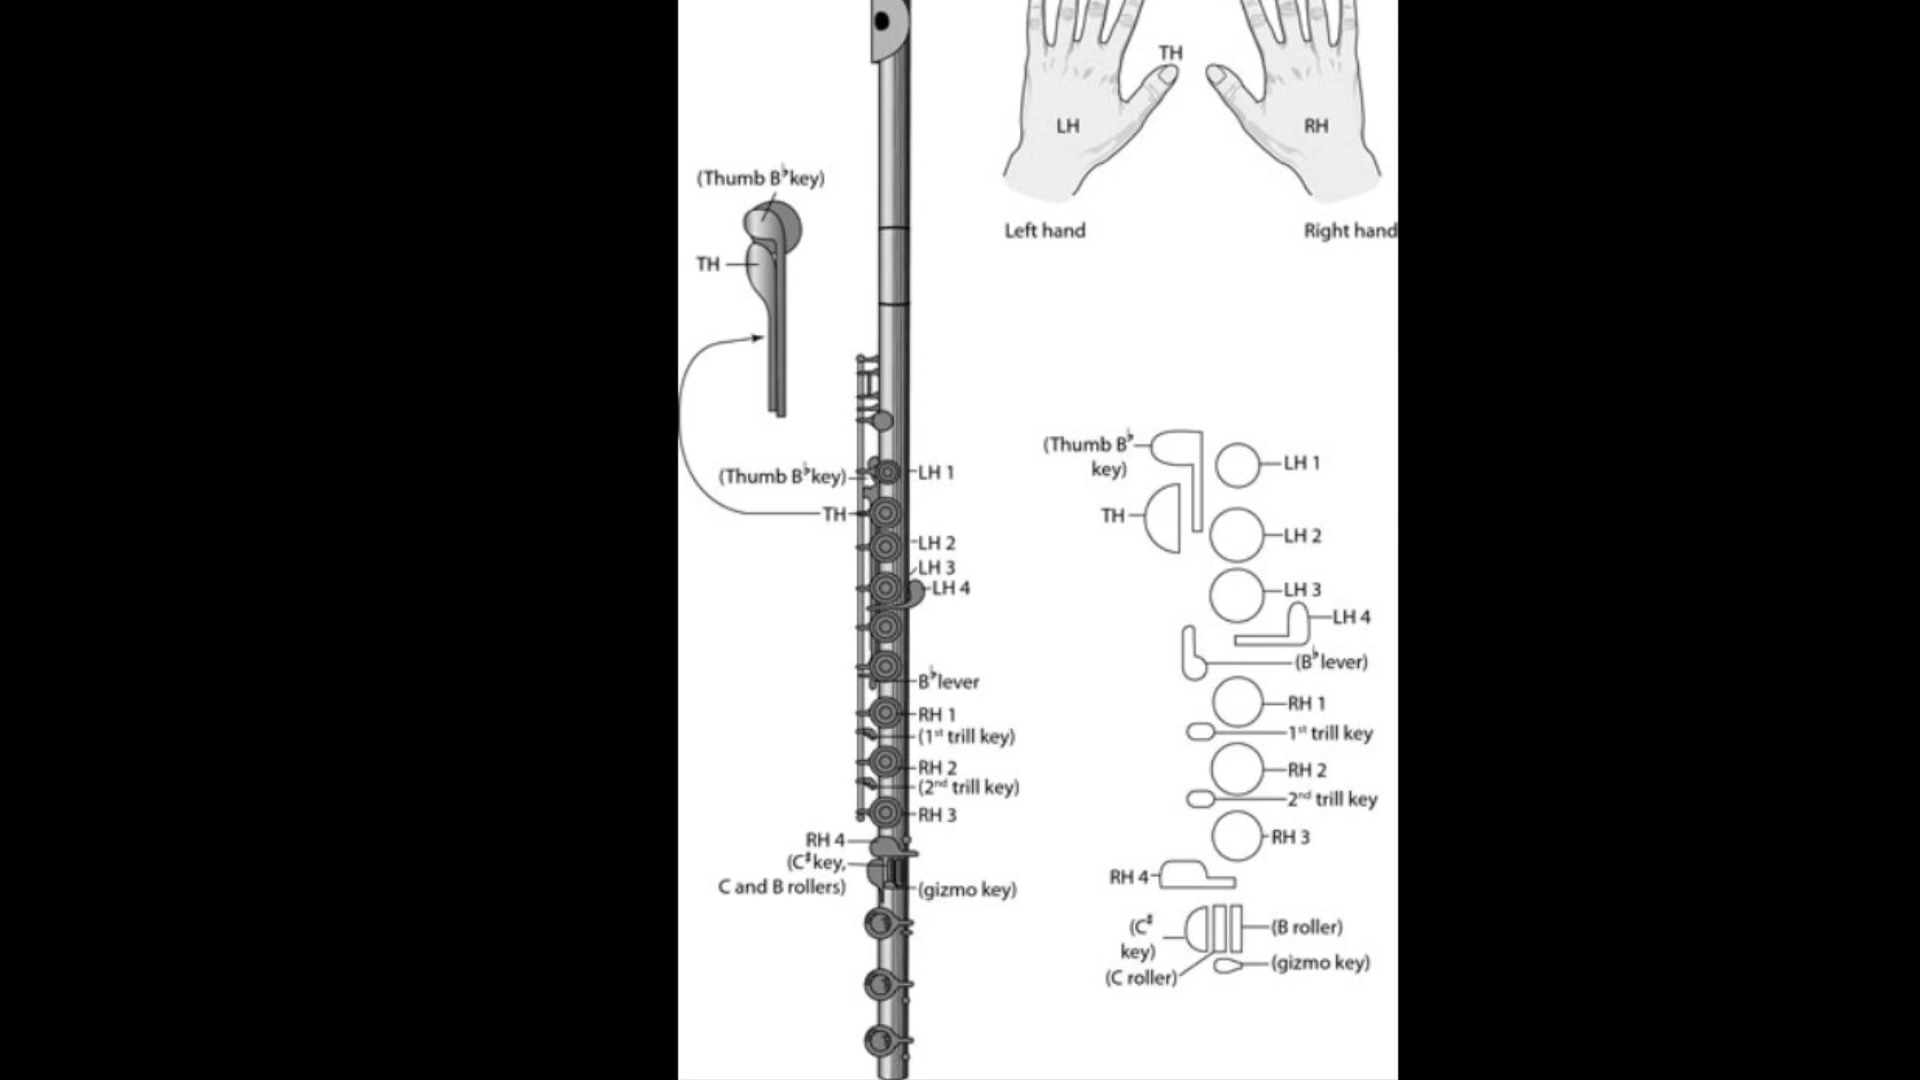 TH
LH
RH
Left hand
Right hand
(Thumb B♭ key)
TH
(Thumb B♭ key)
TH
LH 1
LH 2
LH 3
LH 4
B♭ lever
RH 1
(1st trill key)
RH 2
(2nd trill key)
RH 3
RH 4
(C♯ key,
C and B rollers)
(gizmo key)
(Thumb B♭
key)
TH
LH 1
LH 2
LH 3
LH 4
(B♭ lever)
RH 1
1st trill key
RH 2
2nd trill key
RH 3
RH 4
(C♯
key)
(C roller)
(B roller)
(gizmo key)